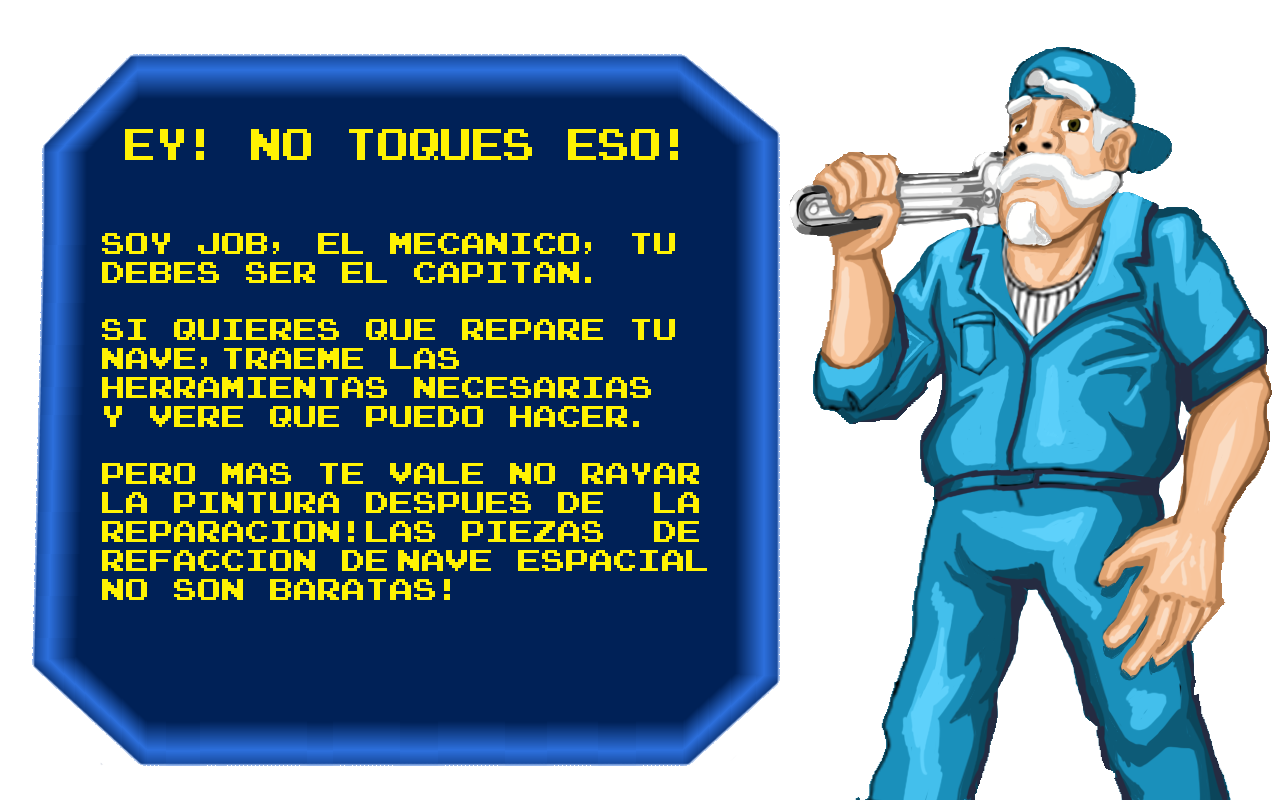 EY! NO TOQUES ESO!
SOY JOB, EL MECANICO, TU
DEBES SER EL CAPITAN.
SI QUIERES QUE REPARE TU
NAVE, TRAEME LAS
HERRAMIENTAS NECESARIAS
Y VERE QUE PUEDO HACER.
PERO MAS TE VALE NO RAYAR
LA PINTURA DESPUES DE LA
REPARACION!LAS PIEZAS DE
REFACCION DE NAVE ESPACIAL
NO SON BARATAS!